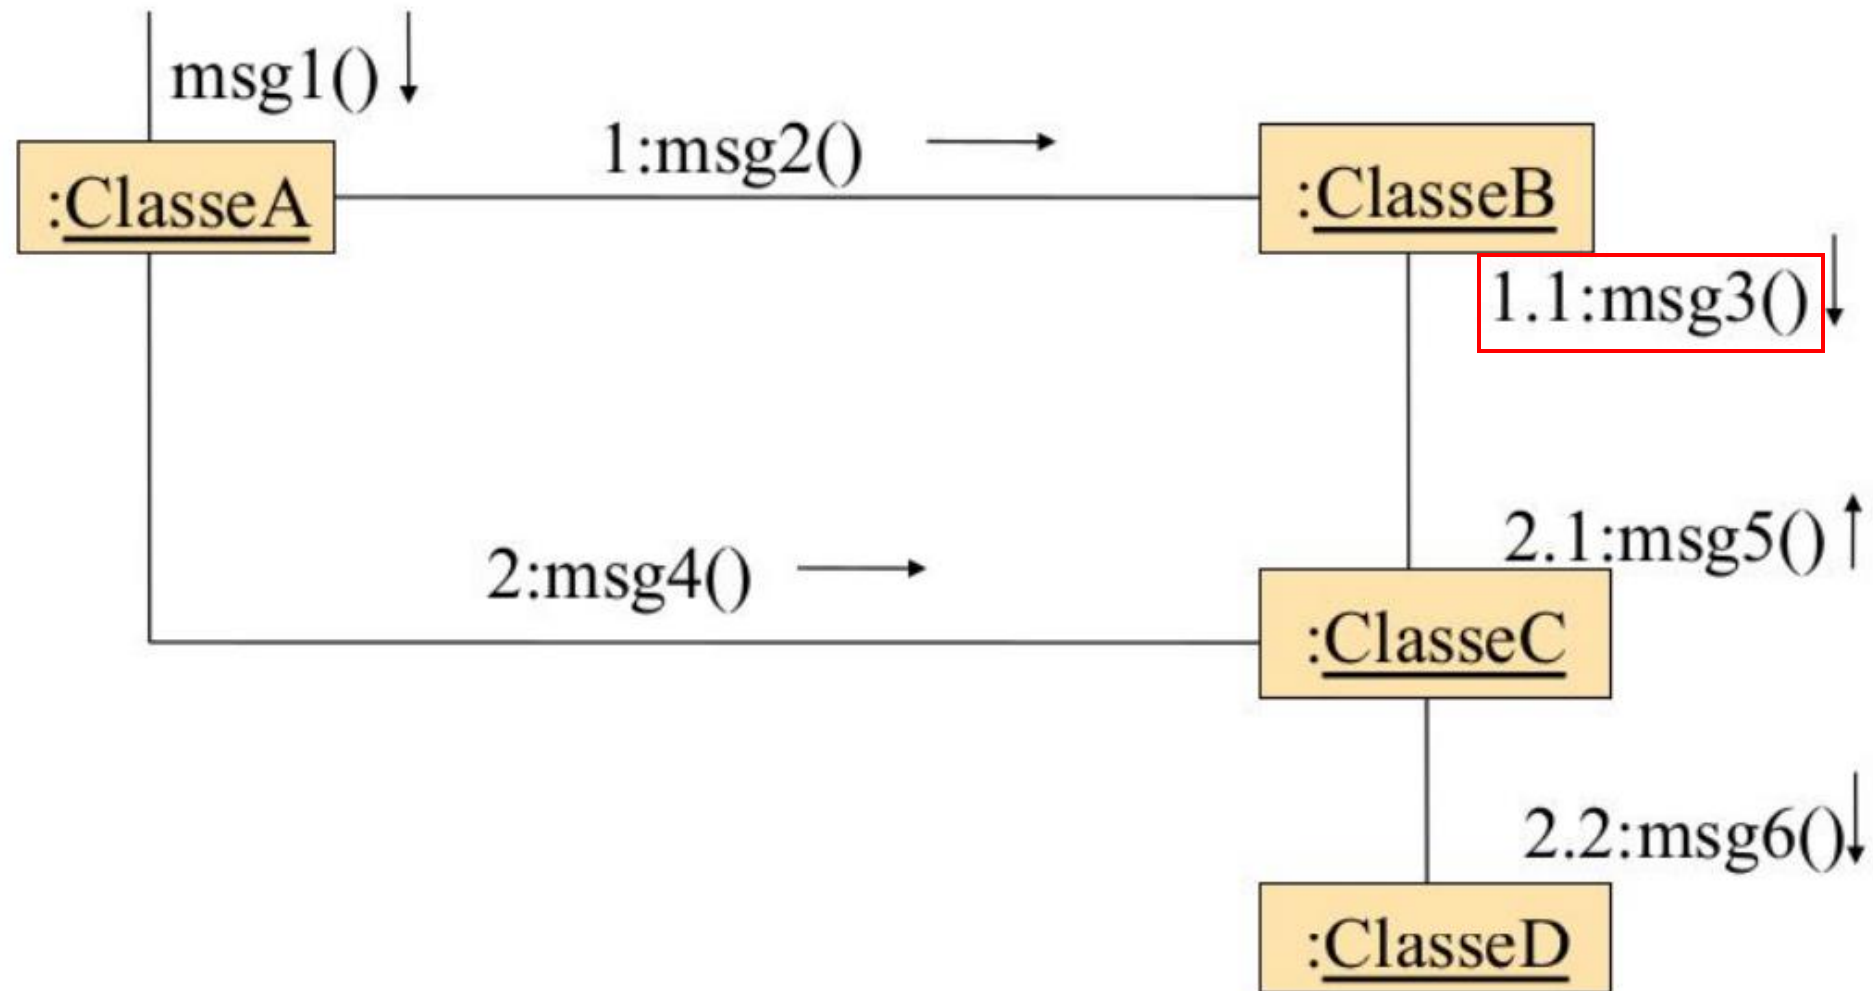 msg1()
1:msg2()
:ClasseA
:ClasseB
1.1:msg3()
2.1:msg5()
2:msg4()
:ClasseC
2.2:msg6()
:ClasseD